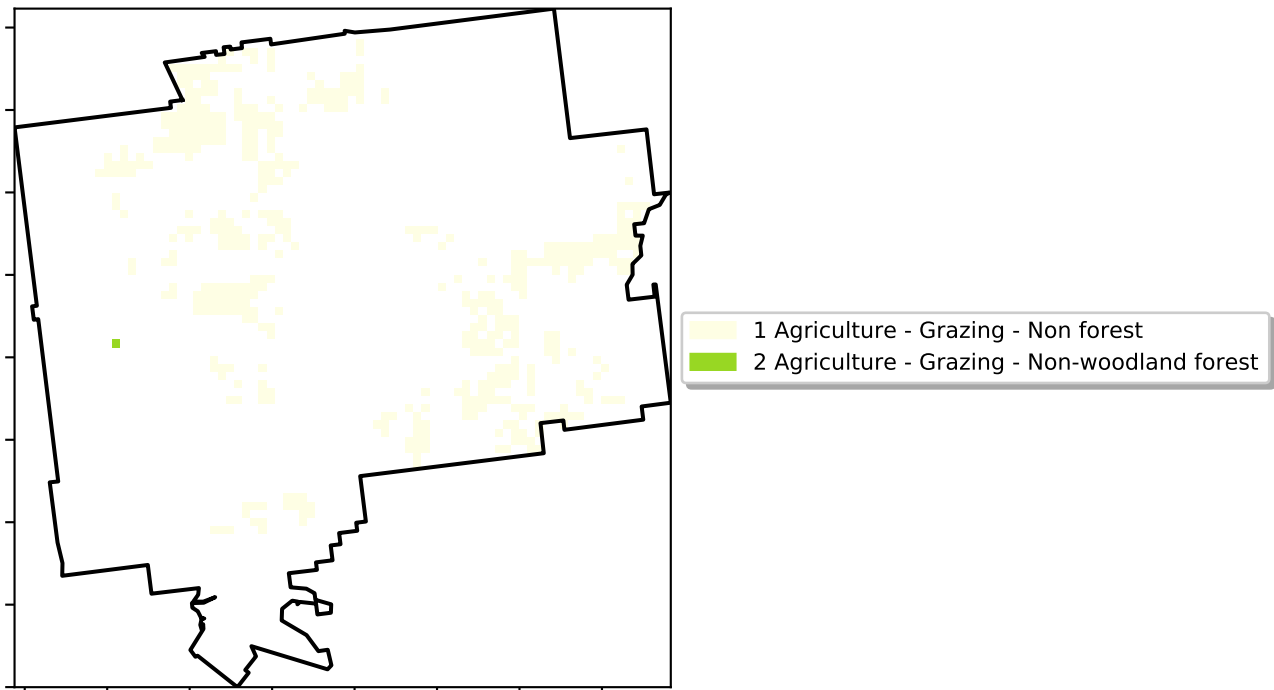 1 Agriculture - Grazing - Non forest
2 Agriculture - Grazing - Non-woodland forest